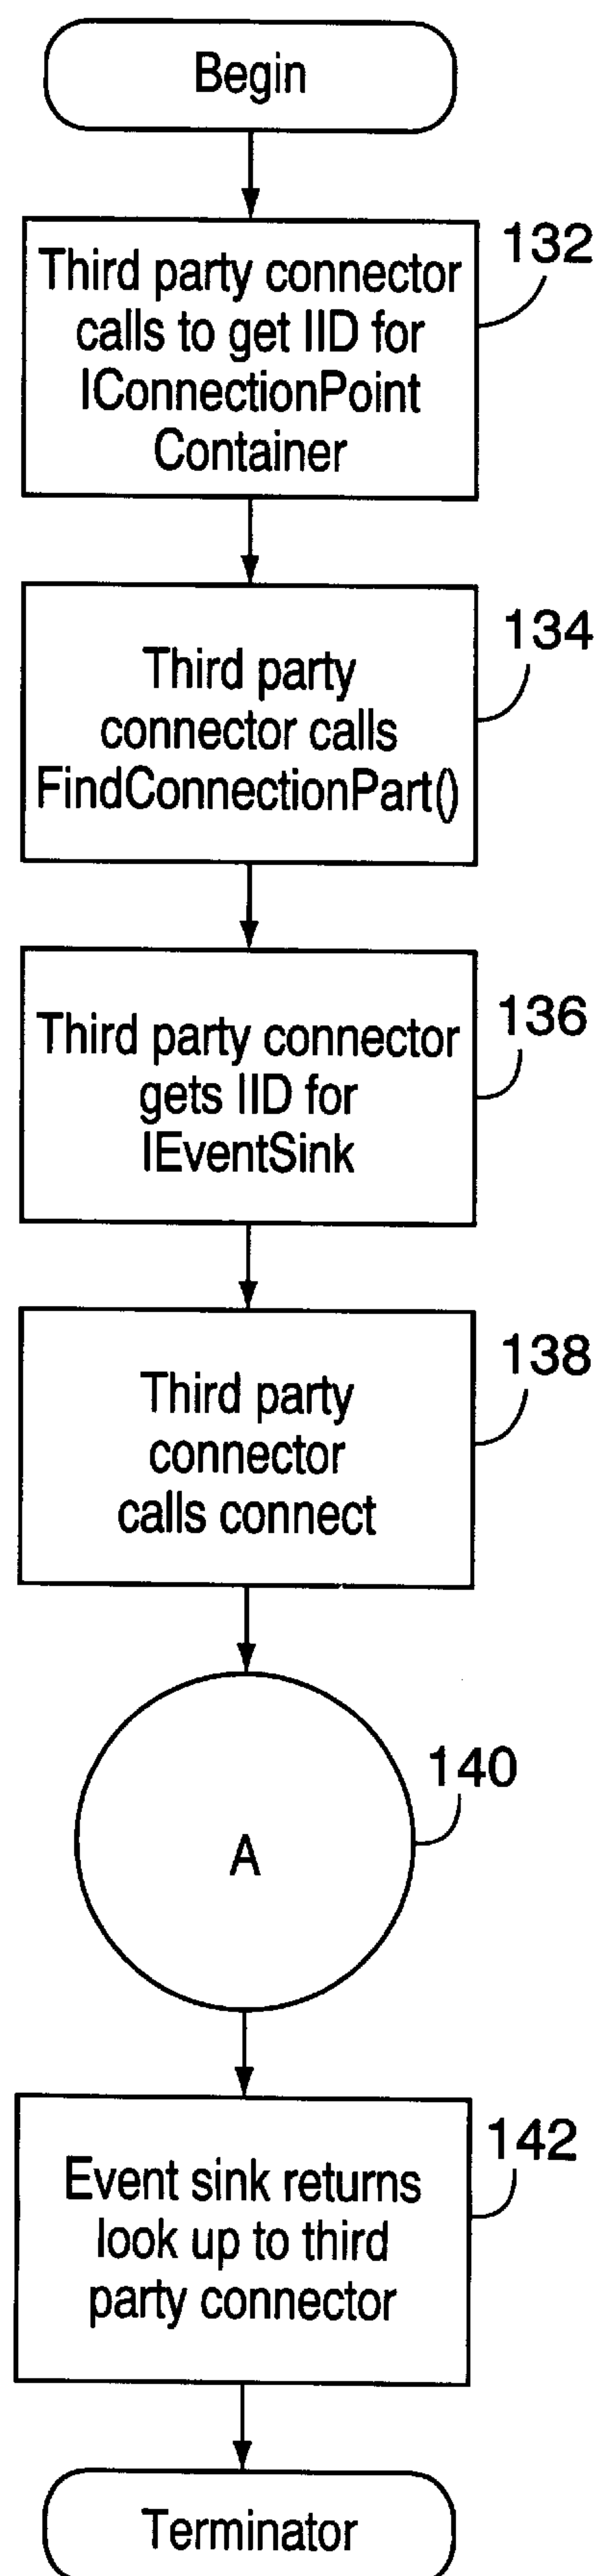 Begin
132
Third party connector
calls to get IID for
IConnectionPoint
Container
134
Third party
connector calls
FindConnectionPart()
136
Third party connector
gets IID for
IEventSink
138
Third party
connector
calls connect
140
A
142
Event sink returns
look up to third
party connector
Terminator